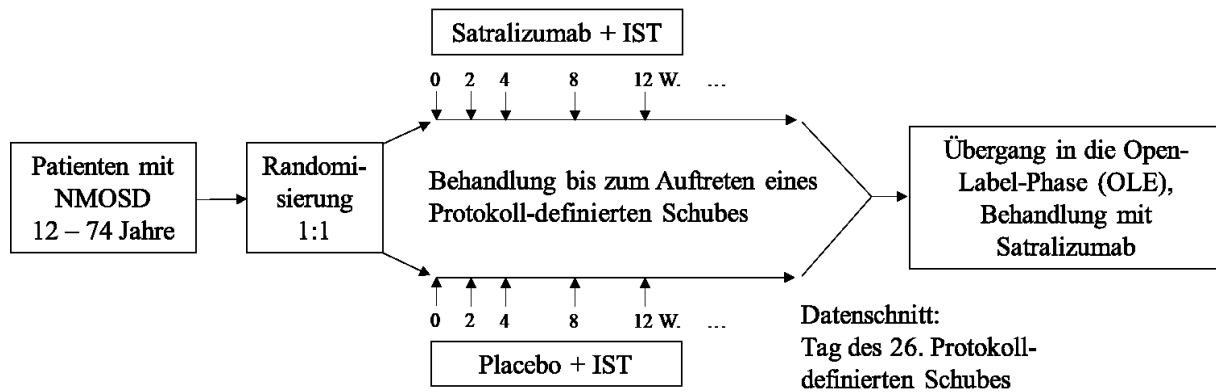 Satralizumab + IST
0 2 4 8 12 W. ...
Patienten mit
NMOSD
12 – 74 Jahre
Randomi-
sierung
1:1
Behandlung bis zum Auftreten eines
Protokoll-definierten Schubes
Übergang in die Open-
Label-Phase (OLE),
Behandlung mit
Satralizumab
0 2 4 8 12 W. ...
Placebo + IST
Datenschnitt:
Tag des 26. Protokoll-
definierten Schubes